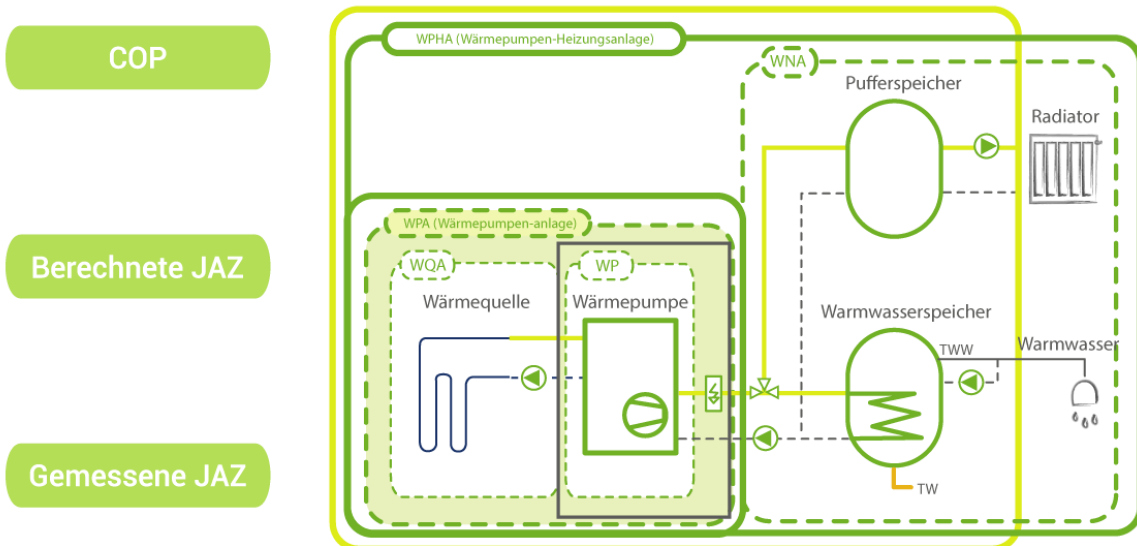 COP
Berechnete JAZ
Gemessene JAZ
WPHA (Wärmepumpen-Heizungsanlage)
WNA
Pufferspeicher
Radiator
WPA (Wärmepumpen-anlage)
WQA
WP
Wärmequelle
Wärmepumpe
Warmwasserspeicher
TWW
Warmwasser
TW